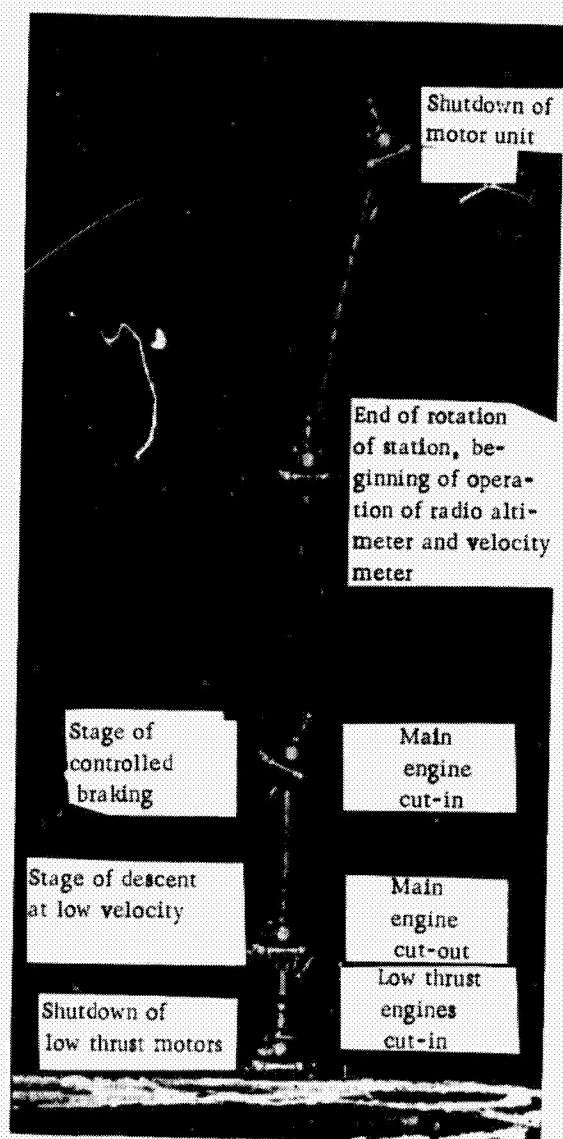 Shutdown of
motor unit
End of rotation
of station, be-
ginning of opera-
tion of radio alti-
meter and velocity
meter
Stage of
controlled
braking
Main
engine
cut-in
Stage of descent
at low velocity
Main
engine
cut-out
Low thrust
engines
cut-in
Shutdown of
low thrust motors